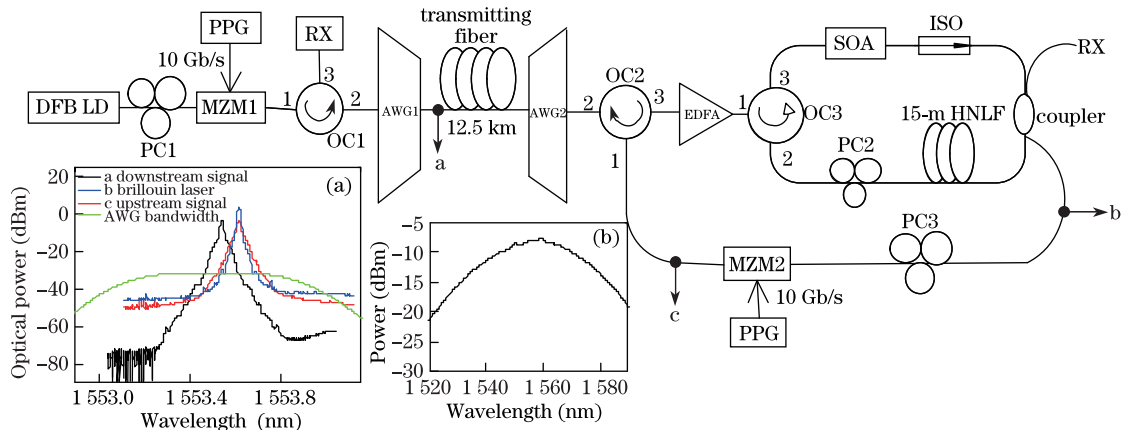 PPG
10 Gb/s
DFB LD
PC1
MZM1
RX
1
2
3
OC1
AWG1
transmitting
fiber
12.5 km
a
AWG2
OC2
2
3
1
EDFA
OC3
1
3
2
SOA
ISO
RX
coupler
15-m HNLF
PC2
PC3
b
MZM2
10 Gb/s
PPG
c
(a)
a downstream signal
b brillouin laser
c upstream signal
AWG bandwidth
Optical power (dBm)
20
0
−20
−40
−60
−80
1 553.0
1 553.4
1 553.8
Wavelength (nm)
(b)
Power (dBm)
−5
−10
−15
−20
−25
−30
1 520
1 540
1 560
1 580
Wavelength (nm)